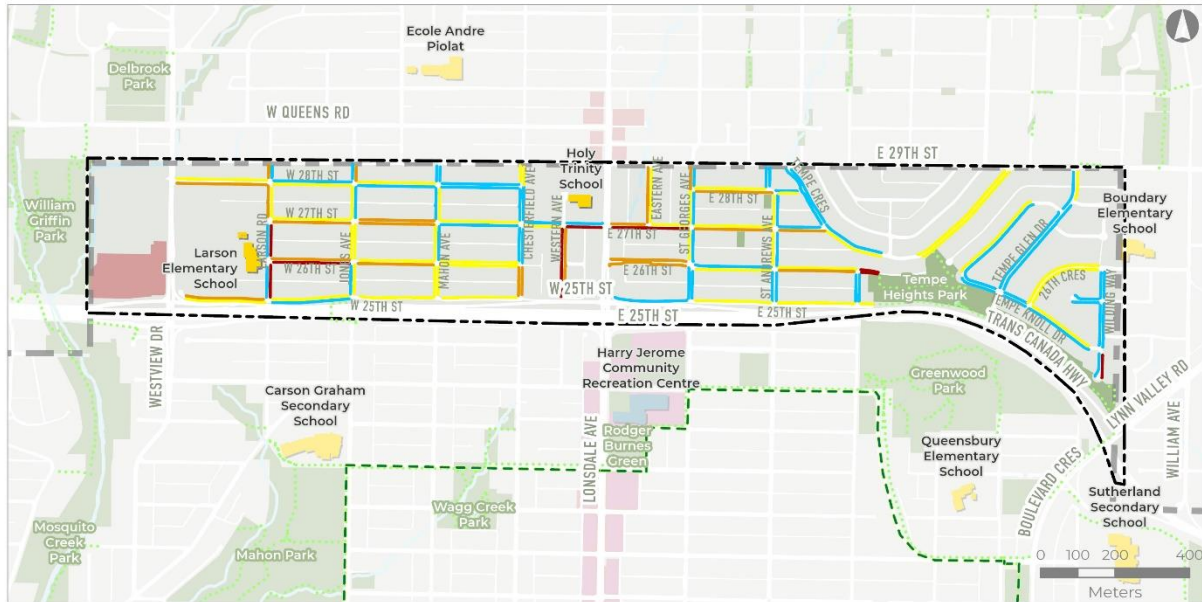 Ecole Andre
Piolat
Delbrook
Park
W QUEENS RD
E 29TH ST
Holy
Trinity
School
TEMPE CRES
W 28TH ST
EASTERN AVE
E 28TH ST
Boundary
Elementary
School
William
Griffin
Park
W 27TH ST
CHESTERFIELD AVE
WESTERN AVE
ST GEORGES AVE
ST ANDREWS AVE
E 27TH ST
TEMPE GLEN DR
LARSON RD
JONES AVE
MAHON AVE
Larson
Elementary
School
W 26TH ST
E 26TH ST
26TH CRES
WILDING WAY
Tempe
Heights Park
W 25TH ST
W 25TH ST
E 25TH ST
E 25TH ST
TEMPE KNOLL DR
TRANS CANADA HWY
WESTVIEW DR
Harry Jerome
Community
Recreation Centre
Greenwood
Park
LYNN VALLEY RD
Carson Graham
Secondary
School
LONSDALE AVE
Rodger
Burnes
Green
Queensbury
Elementary
School
WILLIAM AVE
BOULEVARD CRES
Sutherland
Secondary
School
Wagg Creek
Park
Mosquito
Creek
Park
Mahon Park
0 100 200 400
Meters